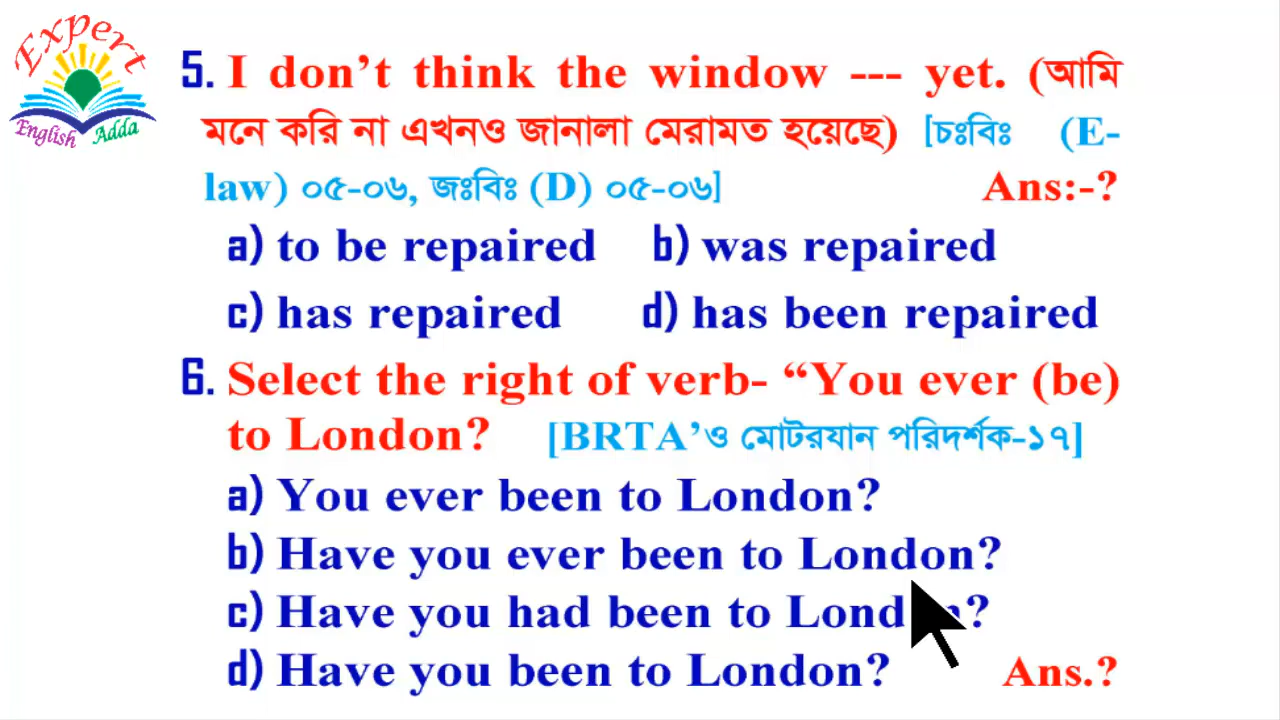 Expert
English Adda
5. I don’t think the window --- yet. (আমি
মনে করি না এখনও জানালা মেরামত হয়েছে) [চঃবিঃ (E-
law) ০৫-০৬, জঃবিঃ (D) ০৫-০৬] Ans:-?
a) to be repaired b) was repaired
c) has repaired d) has been repaired
6. Select the right of verb- “You ever (be)
to London? [BRTA’ও মোটরযান পরিদর্শক-১৭]
a) You ever been to London?
b) Have you ever been to London?
c) Have you had been to London?
d) Have you been to London? Ans.?